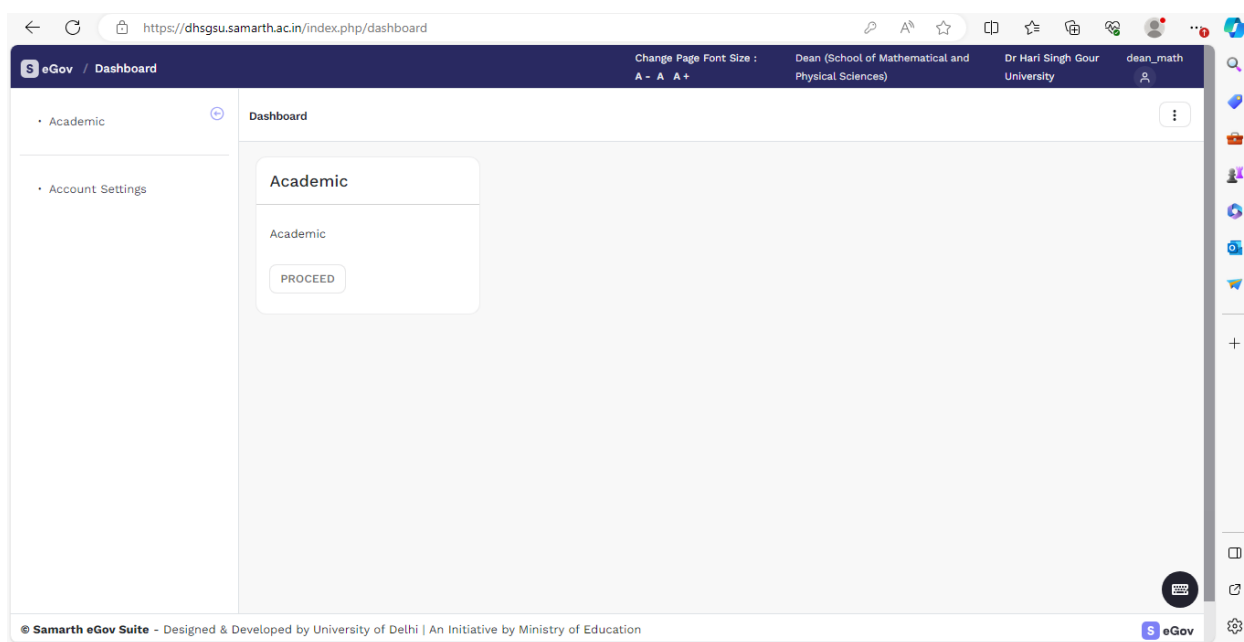 https://dhsgsu.samarth.ac.in/index.php/dashboard
S eGov / Dashboard
Change Page Font Size :
A - A A +
Dean (School of Mathematical and
Physical Sciences)
Dr Hari Singh Gour
University
dean_math
• Academic
• Account Settings
Dashboard
Academic
Academic
PROCEED
© Samarth eGov Suite - Designed & Developed by University of Delhi | An Initiative by Ministry of Education
S eGov